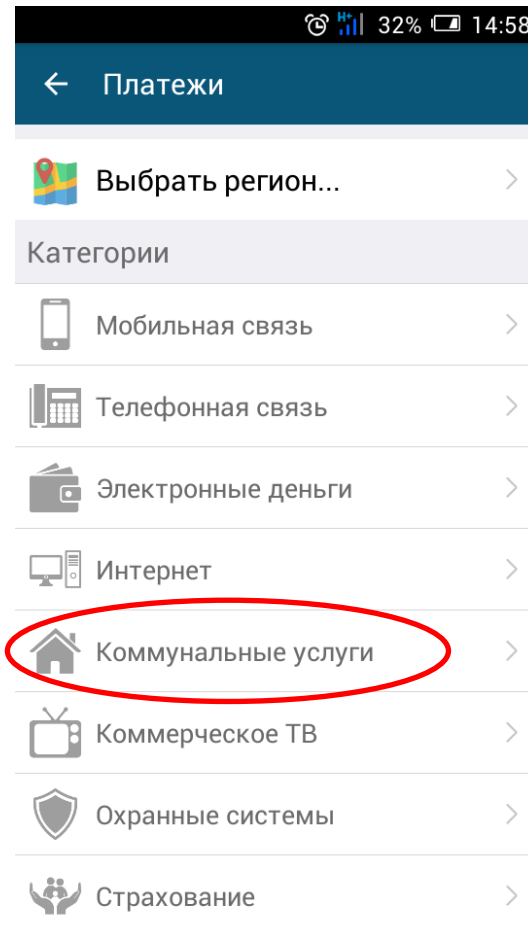 H+ 32% 14:58
Платежи
Выбрать регион...
Категории
Мобильная связь
Телефонная связь
Электронные деньги
Интернет
Коммунальные услуги
Коммерческое ТВ
Охранные системы
Страхование